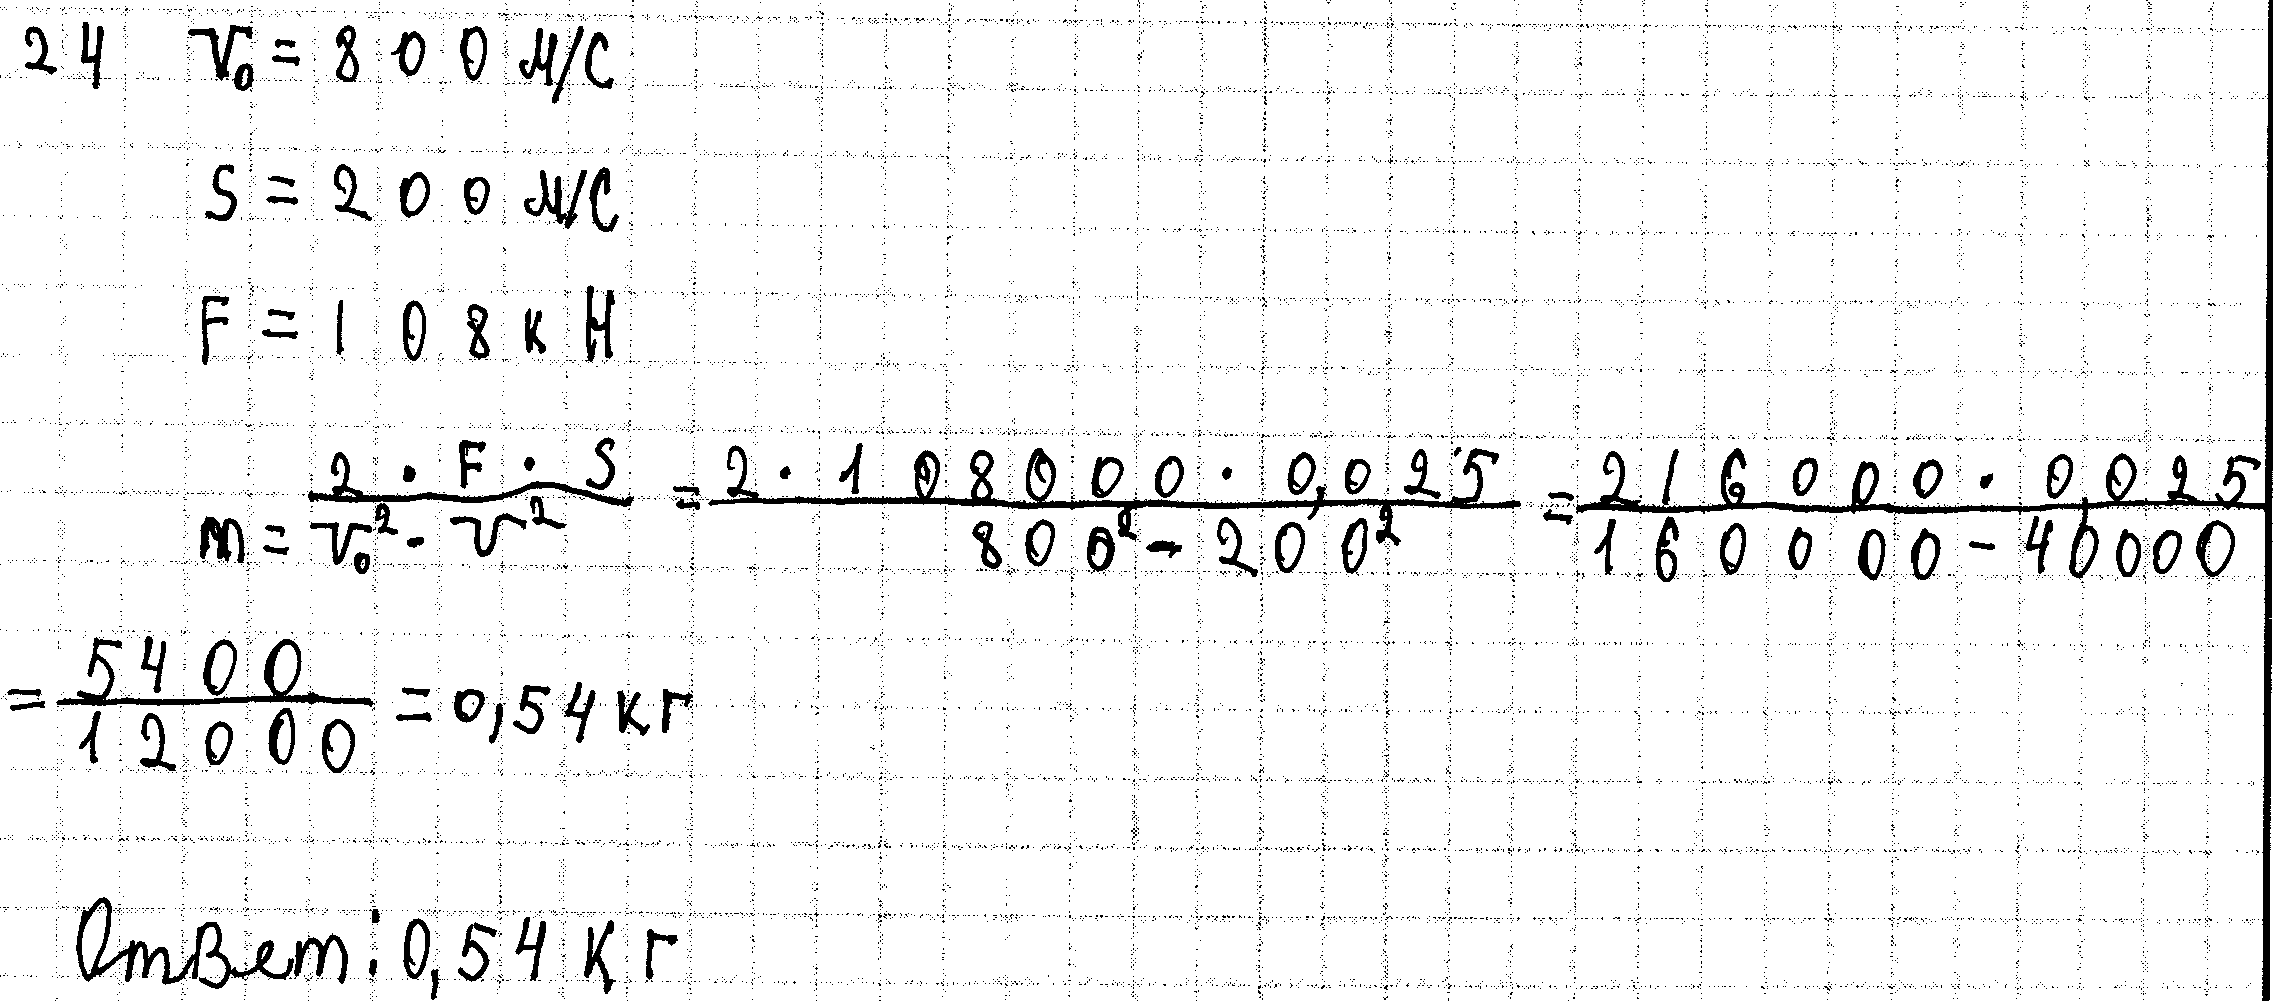 24 v₀ = 800 м/с
S = 200 м/с
F = 108 кН
m = 2 · F · S / v₀² - v² = 2 · 108000 · 0,025 / 800² - 200² = 216000 · 0,025 / 160000 - 40000
= 5400 / 12000 = 0,54 кг
Ответ: 0,54 кг